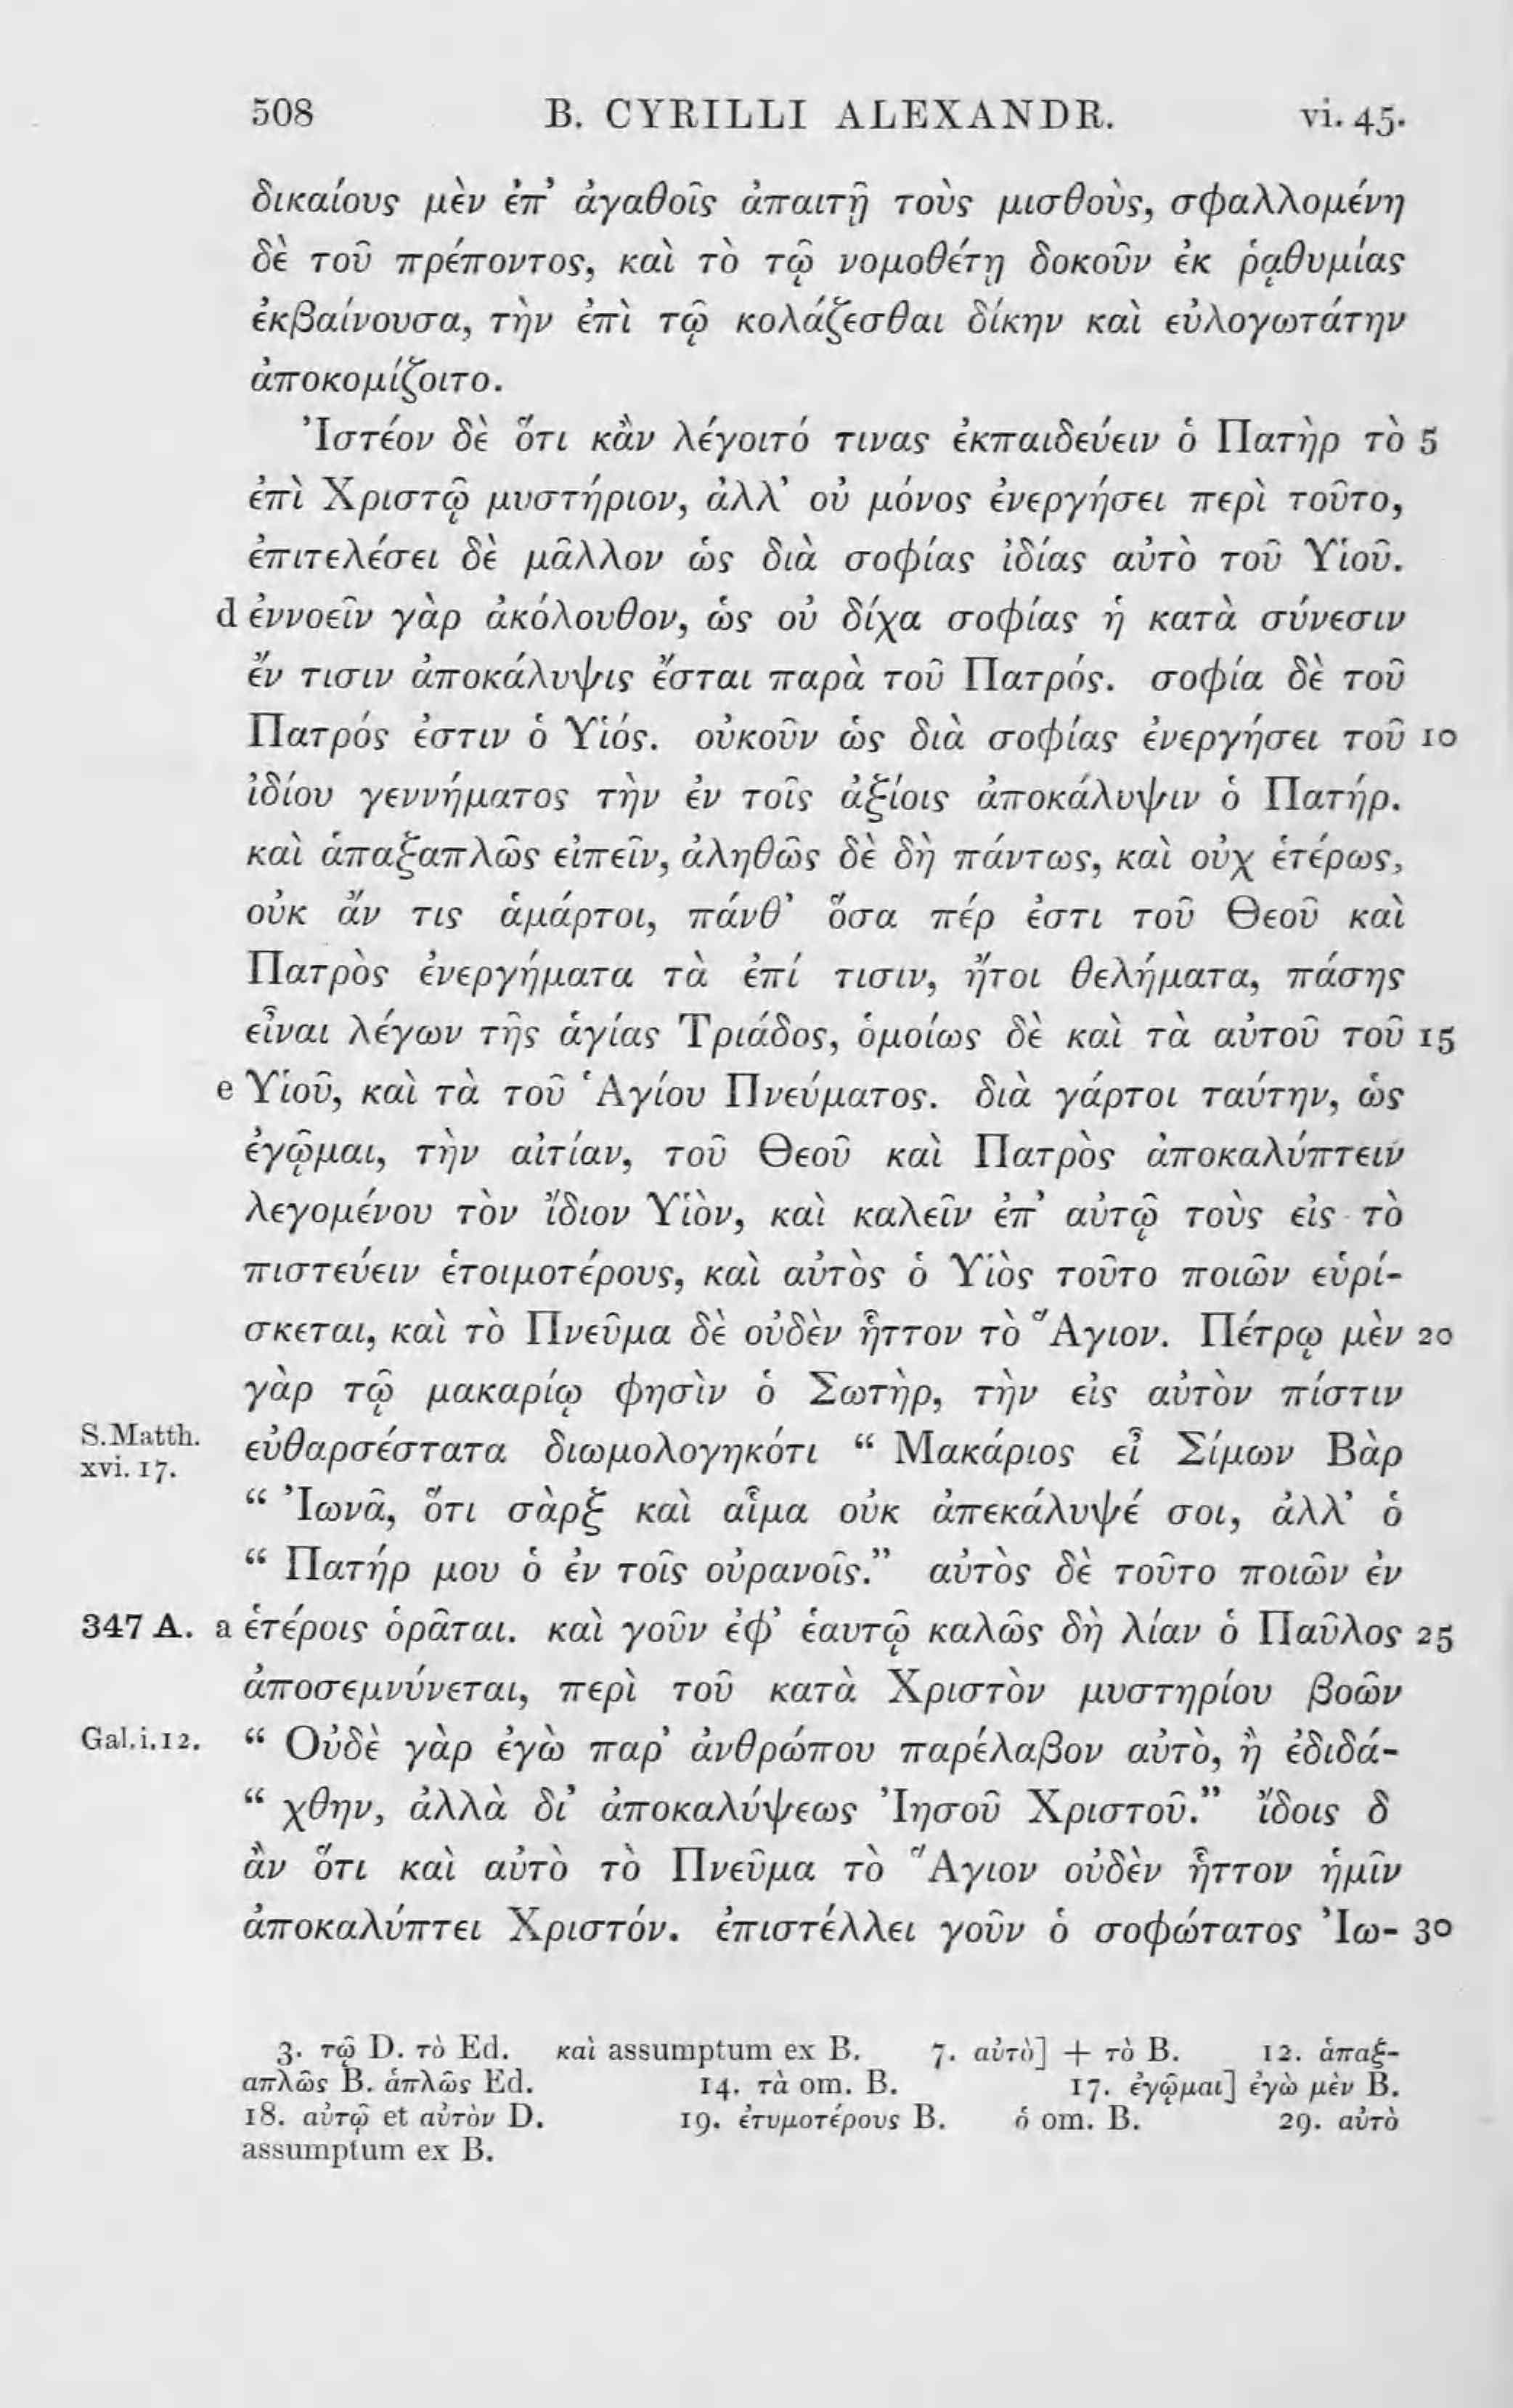 508 B. CYRILLI ALEXANDR. vi. 45.
δικαίους μὲν ἐπ’ ἀγαθοῖς ἀπαιτῇ τοὺς μισθοὺς, σφαλλομένη
δὲ τοῦ πρέποντος, καὶ τὸ τῷ νομοθέτῃ δοκοῦν ἐκ ῥᾳθυμίας
ἐκβαίνουσα, τὴν ἐπὶ τῷ κολάζεσθαι δίκην καὶ εὐλογωτάτην
ἀποκομίζοιτο.
Ἰστέον δὲ ὅτι κἂν λέγοιτό τινας ἐκπαιδεύειν ὁ Πατὴρ τὸ 5
ἐπὶ Χριστῷ μυστήριον, ἀλλ’ οὐ μόνος ἐνεργήσει περὶ τοῦτο,
ἐπιτελέσει δὲ μᾶλλον ὡς διὰ σοφίας ἰδίας αὐτὸ τοῦ Υἱοῦ.
d ἐννοεῖν γὰρ ἀκόλουθον, ὡς οὐ δίχα σοφίας ἡ κατὰ σύνεσιν
ἔν τισιν ἀποκάλυψις ἔσται παρὰ τοῦ Πατρός. σοφία δὲ τοῦ
Πατρός ἐστιν ὁ Υἱός. οὐκοῦν ὡς διὰ σοφίας ἐνεργήσει τοῦ 10
ἰδίου γεννήματος τὴν ἐν τοῖς ἀξίοις ἀποκάλυψιν ὁ Πατήρ.
καὶ ἁπαξαπλῶς εἰπεῖν, ἀληθῶς δὲ δὴ πάντως, καὶ οὐχ ἑτέρως,
οὐκ ἄν τις ἁμάρτοι, πάνθ’ ὅσα πέρ ἐστι τοῦ Θεοῦ καὶ
Πατρὸς ἐνεργήματα τὰ ἐπί τισιν, ἤτοι θελήματα, πάσης
εἶναι λέγων τῆς ἁγίας Τριάδος, ὁμοίως δὲ καὶ τὰ αὐτοῦ τοῦ 15
e Υἱοῦ, καὶ τὰ τοῦ Ἁγίου Πνεύματος. διὰ γάρτοι ταύτην, ὡς
ἐγᾦμαι, τὴν αἰτίαν, τοῦ Θεοῦ καὶ Πατρὸς ἀποκαλύπτειν
λεγομένου τὸν ἴδιον Υἱὸν, καὶ καλεῖν ἐπ’ αὐτῷ τοὺς εἰς τὸ
πιστεύειν ἑτοιμοτέρους, καὶ αὐτὸς ὁ Υἱὸς τοῦτο ποιῶν εὑρί-
σκεται, καὶ τὸ Πνεῦμα δὲ οὐδὲν ἧττον τὸ Ἅγιον. Πέτρῳ μὲν 20
γὰρ τῷ μακαρίῳ φησὶν ὁ Σωτὴρ, τὴν εἰς αὐτὸν πίστιν
S. Matth. xvi. 17. εὐθαρσέστατα διωμολογηκότι “ Μακάριος εἶ Σίμων Βὰρ
“ Ἰωνᾶ, ὅτι σὰρξ καὶ αἷμα οὐκ ἀπεκάλυψέ σοι, ἀλλ’ ὁ
“ Πατήρ μου ὁ ἐν τοῖς οὐρανοῖς.” αὐτὸς δὲ τοῦτο ποιῶν ἐν
347 A. a ἑτέροις ὁρᾶται. καὶ γοῦν ἐφ’ ἑαυτῷ καλῶς δὴ λίαν ὁ Παῦλος 25
ἀποσεμνύνεται, περὶ τοῦ κατὰ Χριστὸν μυστηρίου βοῶν
Gal. i. 12. “ Οὐδὲ γὰρ ἐγὼ παρ’ ἀνθρώπου παρέλαβον αὐτὸ, ἢ ἐδιδά-
“ χθην, ἀλλὰ δι’ ἀποκαλύψεως Ἰησοῦ Χριστοῦ.” ἴδοις δ
ἂν ὅτι καὶ αὐτὸ τὸ Πνεῦμα τὸ Ἅγιον οὐδὲν ἧττον ἡμῖν
ἀποκαλύπτει Χριστόν. ἐπιστέλλει γοῦν ὁ σοφώτατος Ἰω- 30
3. τῷ D. τὸ Ed. καὶ assumptum ex B. 7. αὐτὸ] + τὸ B. 12. ἁπαξ-
απλῶς B. ἁπλῶς Ed. 14. τὰ om. B. 17. ἐγᾦμαι] ἐγὼ μὲν B.
18. αὑτῷ et αὑτὸν D. 19. ἐτυμοτέρους B. ὁ om. B. 29. αὐτὸ
assumptum ex B.